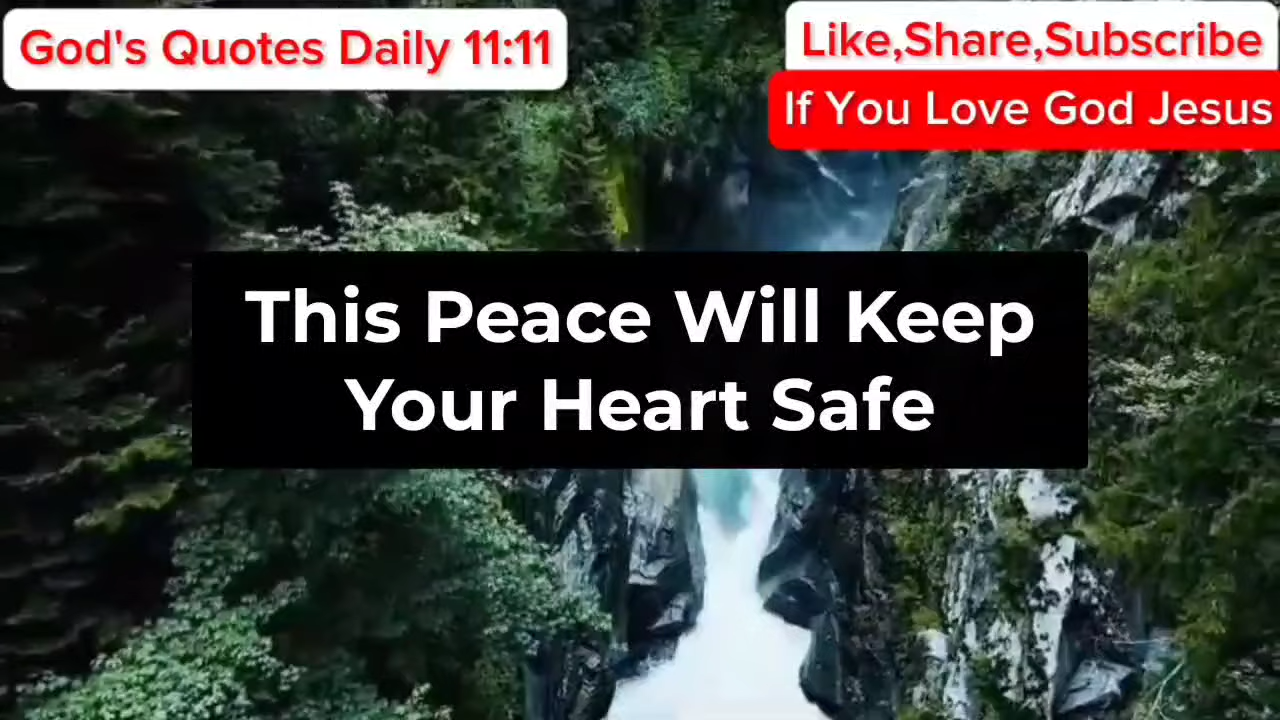 God's Quotes Daily 11:11
Like,Share,Subscribe
If You Love God Jesus
This Peace Will Keep
Your Heart Safe